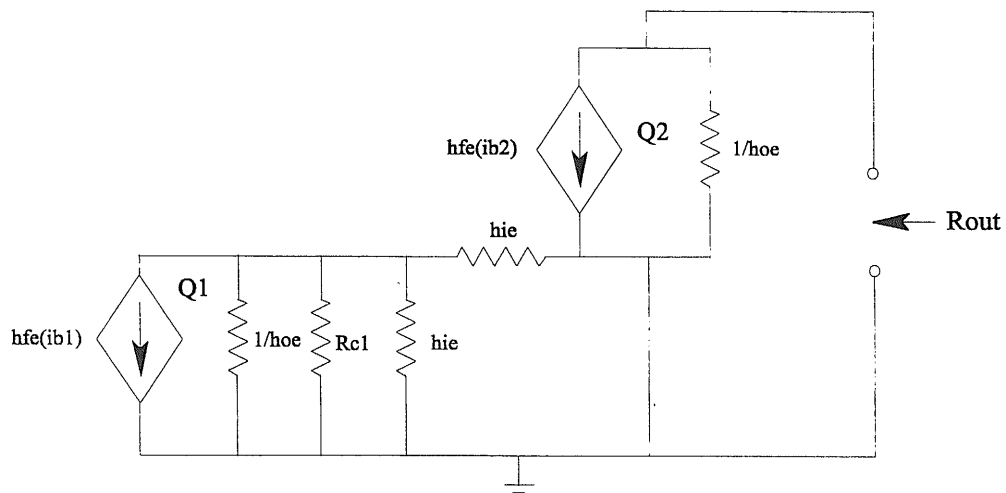 hfe(ib2)
Q2
1/hoe
Rout
hie
Q1
hfe(ib1)
1/hoe
Rc1
hie